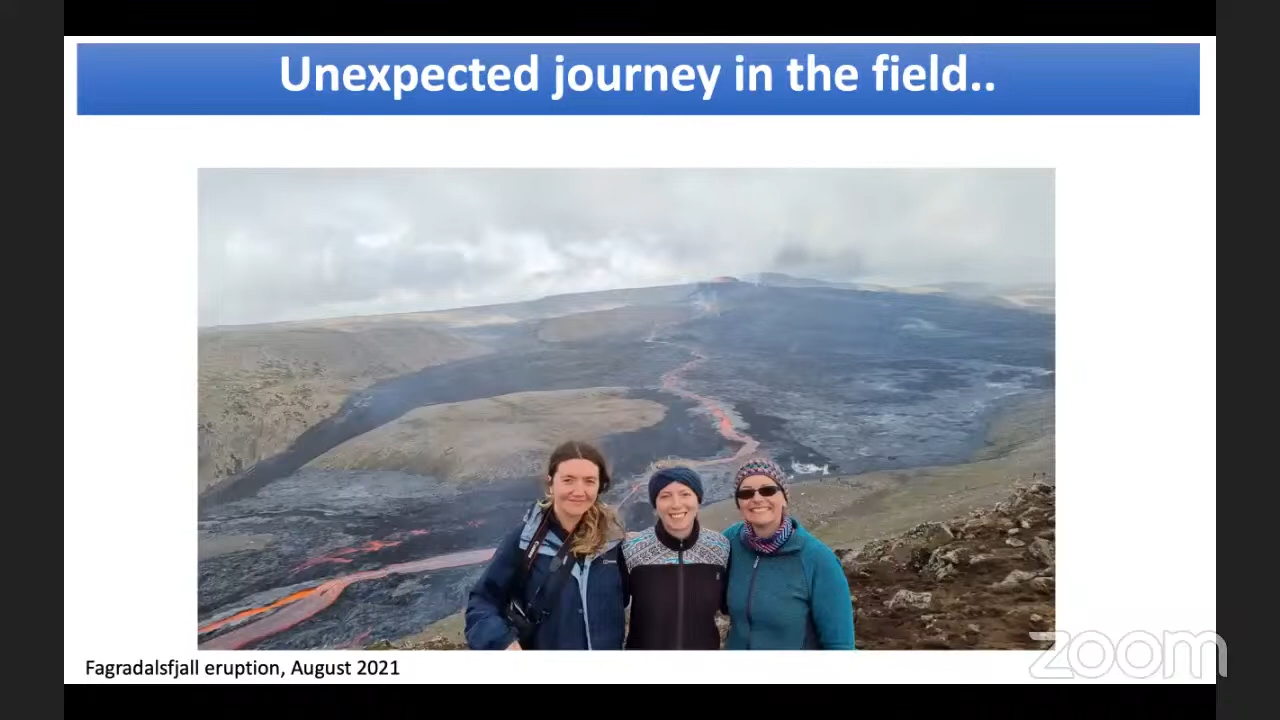 Unexpected journey in the field..
Fagradalsfjall eruption, August 2021
zoom